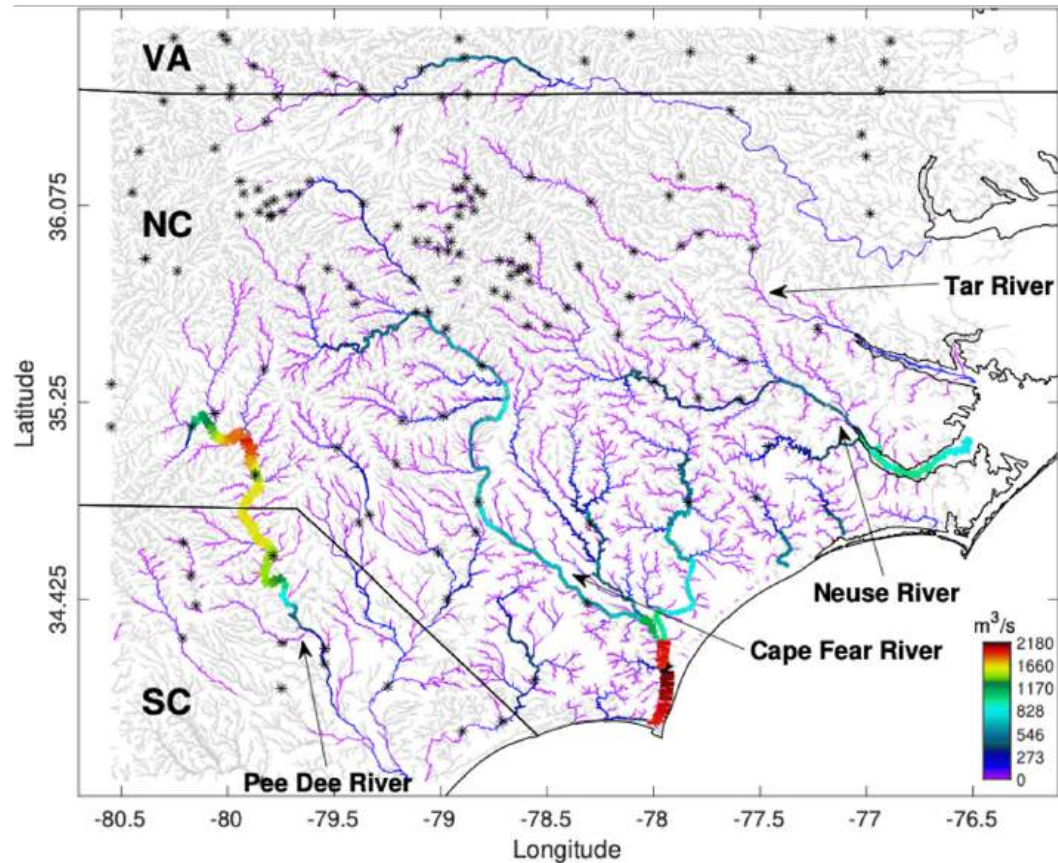 VA
NC
SC
Tar River
Neuse River
Cape Fear River
Pee Dee River
m³/s
2180
1660
1170
828
546
273
0
Latitude
36.075
35.25
34.425
-80.5 -80 -79.5 -79 -78.5 -78 -77.5 -77 -76.5
Longitude